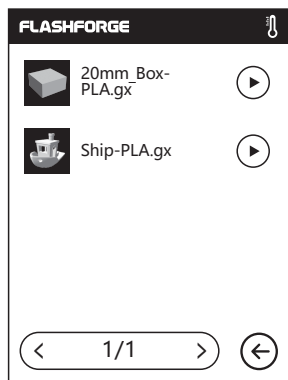 FLASHFORGE
20mm_Box-
PLA.gx
Ship-PLA.gx
1/1